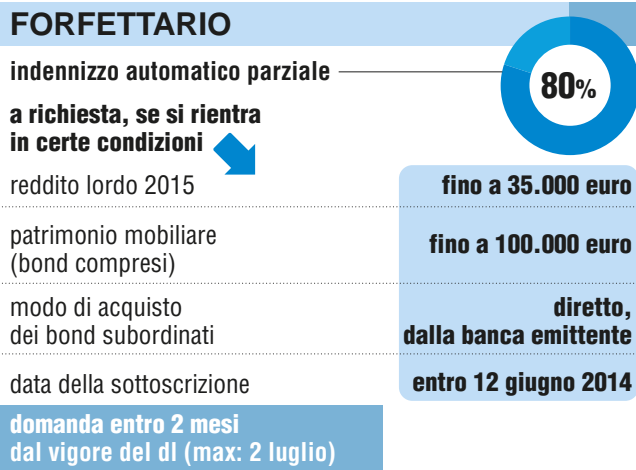 FORFETTARIO
indennizzo automatico parziale
80%
a richiesta, se si rientra
in certe condizioni
reddito lordo 2015
fino a 35.000 euro
patrimonio mobiliare
(bond compresi)
fino a 100.000 euro
modo di acquisto
dei bond subordinati
diretto,
dalla banca emittente
data della sottoscrizione
entro 12 giugno 2014
domanda entro 2 mesi
dal vigore del dl (max: 2 luglio)